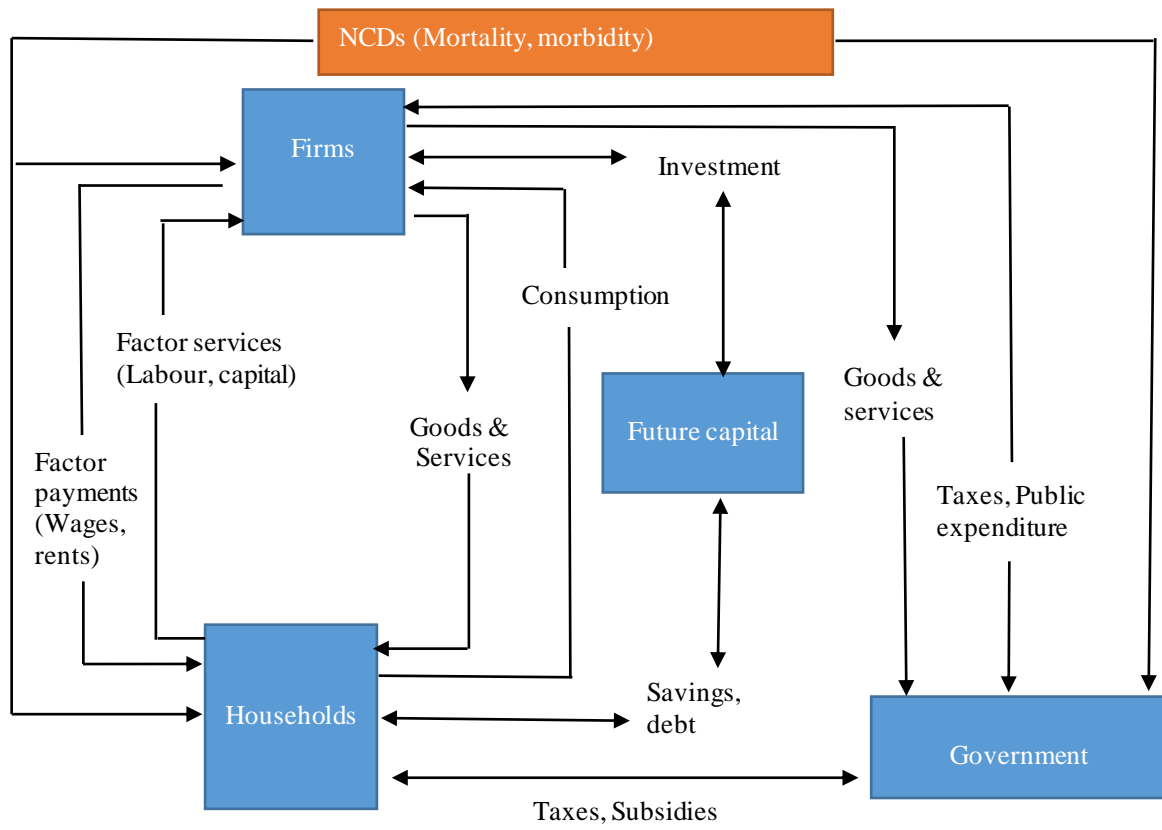 NCDs (Mortality, morbidity)
Firms
Investment
Consumption
Factor services
(Labour, capital)
Goods &
services
Future capital
Goods &
Services
Factor
payments
(Wages,
rents)
Taxes, Public
expenditure
Savings,
debt
Households
Government
Taxes, Subsidies